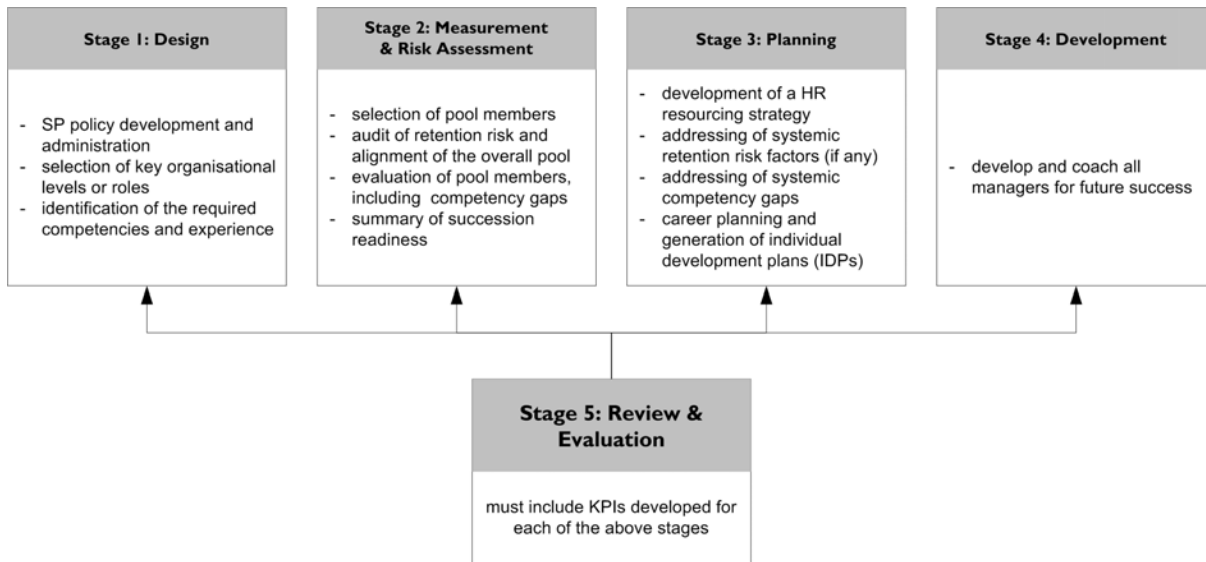 Stage 1: Design
- SP policy development and
administration
- selection of key organisational
levels or roles
- identification of the required
competencies and experience
Stage 2: Measurement
& Risk Assessment
- selection of pool members
- audit of retention risk and
alignment of the overall pool
- evaluation of pool members,
including competency gaps
- summary of succession
readiness
Stage 3: Planning
- development of a HR
resourcing strategy
- addressing of systemic
retention risk factors (if any)
- addressing of systemic
competency gaps
- career planning and
generation of individual
development plans (IDPs)
Stage 4: Development
- develop and coach all
managers for future success
Stage 5: Review &
Evaluation
must include KPIs developed for
each of the above stages